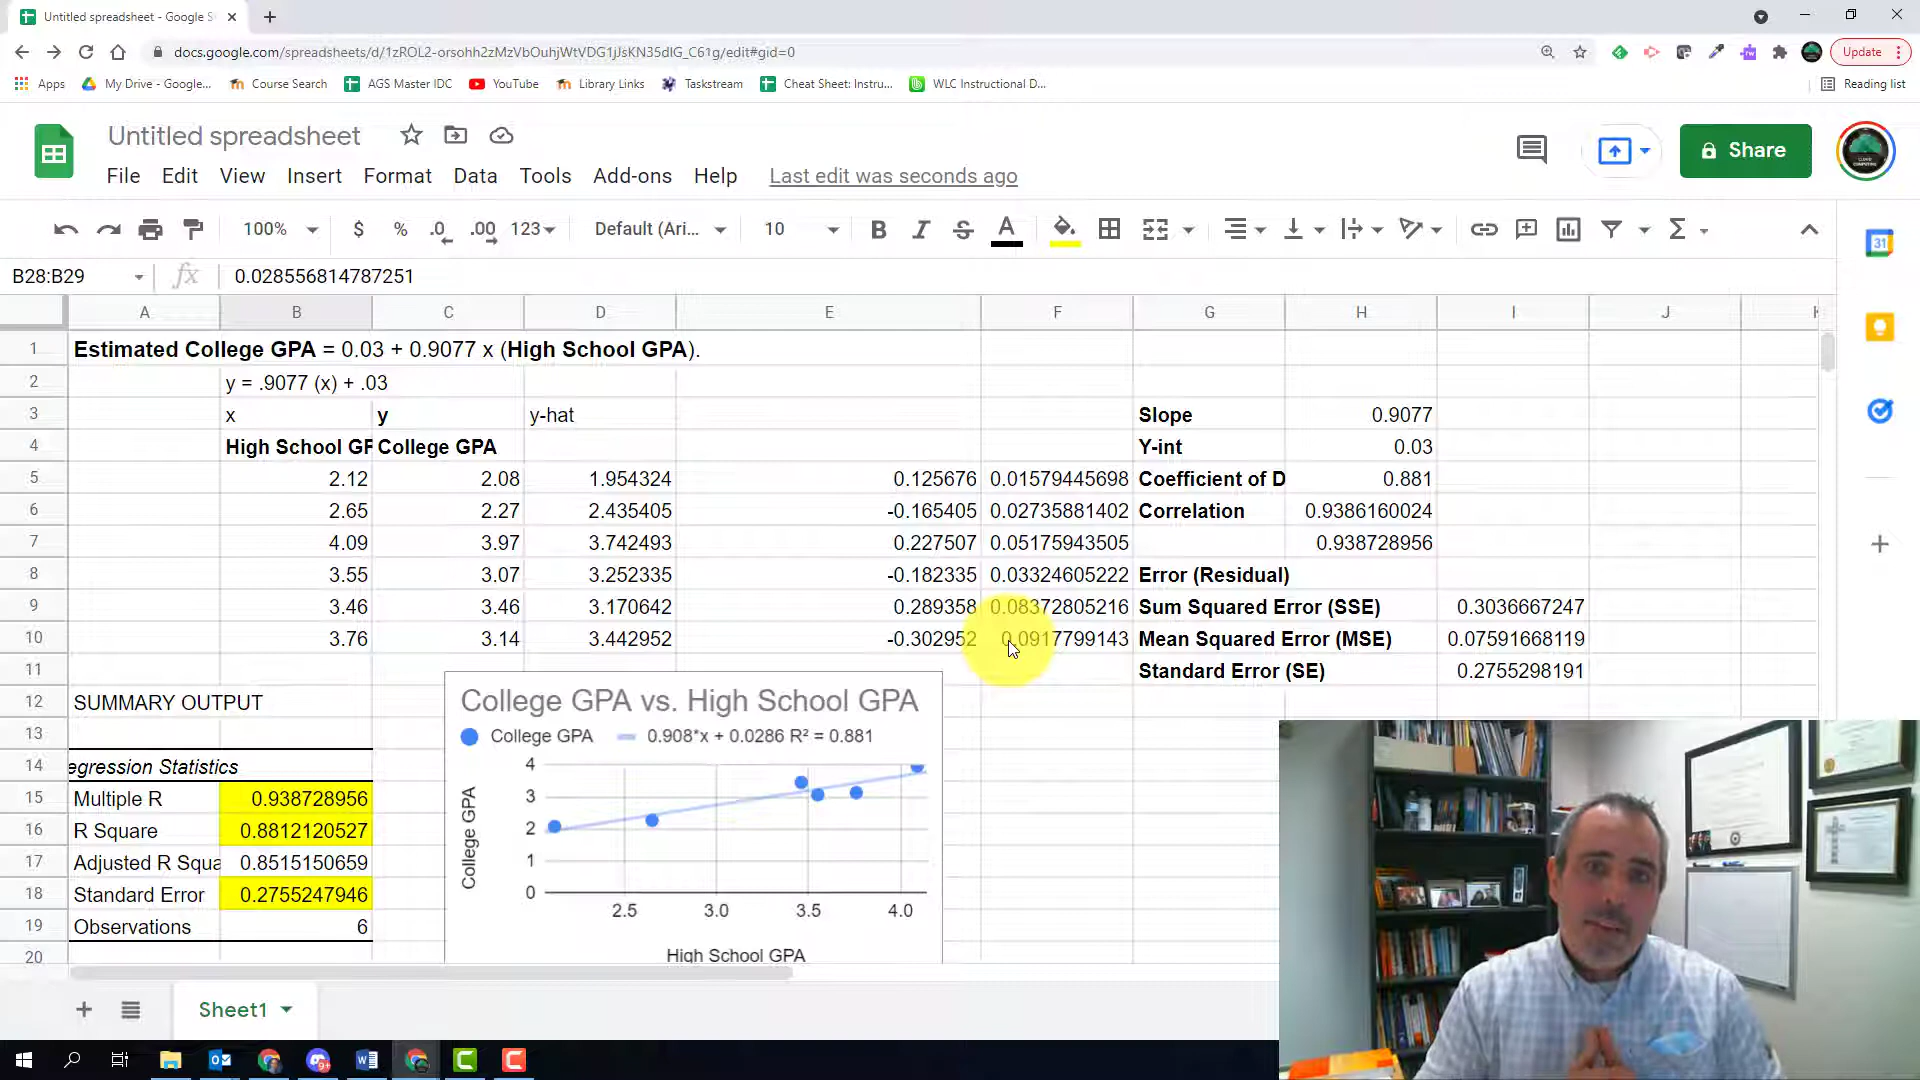 Untitled spreadsheet - Google S
docs.google.com/spreadsheets/d/1zROL2-orsohh2zMzVbOuhjWtVDG1jJsKN35dIG_C61g/edit#gid=0
Update
Apps My Drive - Google... Course Search AGS Master IDC YouTube Library Links Taskstream Cheat Sheet: Instru... WLC Instructional D... Reading list
Untitled spreadsheet
Share
File Edit View Insert Format Data Tools Add-ons Help Last edit was seconds ago
100% $ % .0 .00 123 Default (Ari... 10 B I S A
31
B28:B29 fx 0.028556814787251
A B C D E F G H I J
1 Estimated College GPA = 0.03 + 0.9077 x (High School GPA).
2 y = .9077 (x) + .03
3 x y y-hat Slope 0.9077
4 High School GF College GPA Y-int 0.03
5 2.12 2.08 1.954324 0.125676 0.01579445698 Coefficient of D 0.881
6 2.65 2.27 2.435405 -0.165405 0.02735881402 Correlation 0.9386160024
7 4.09 3.97 3.742493 0.227507 0.05175943505 0.938728956
8 3.55 3.07 3.252335 -0.182335 0.03324605222 Error (Residual)
9 3.46 3.46 3.170642 0.289358 0.08372805216 Sum Squared Error (SSE) 0.3036667247
10 3.76 3.14 3.442952 -0.302952 0.0917799143 Mean Squared Error (MSE) 0.07591668119
11 Standard Error (SE) 0.2755298191
12 SUMMARY OUTPUT
13
14 egression Statistics
15 Multiple R 0.938728956
16 R Square 0.8812120527
17 Adjusted R Squa 0.8515150659
18 Standard Error 0.2755247946
19 Observations 6
20
College GPA vs. High School GPA
College GPA 0.908*x + 0.0286 R² = 0.881
College GPA
4
3
2
1
0
2.5 3.0 3.5 4.0
High School GPA
Sheet1